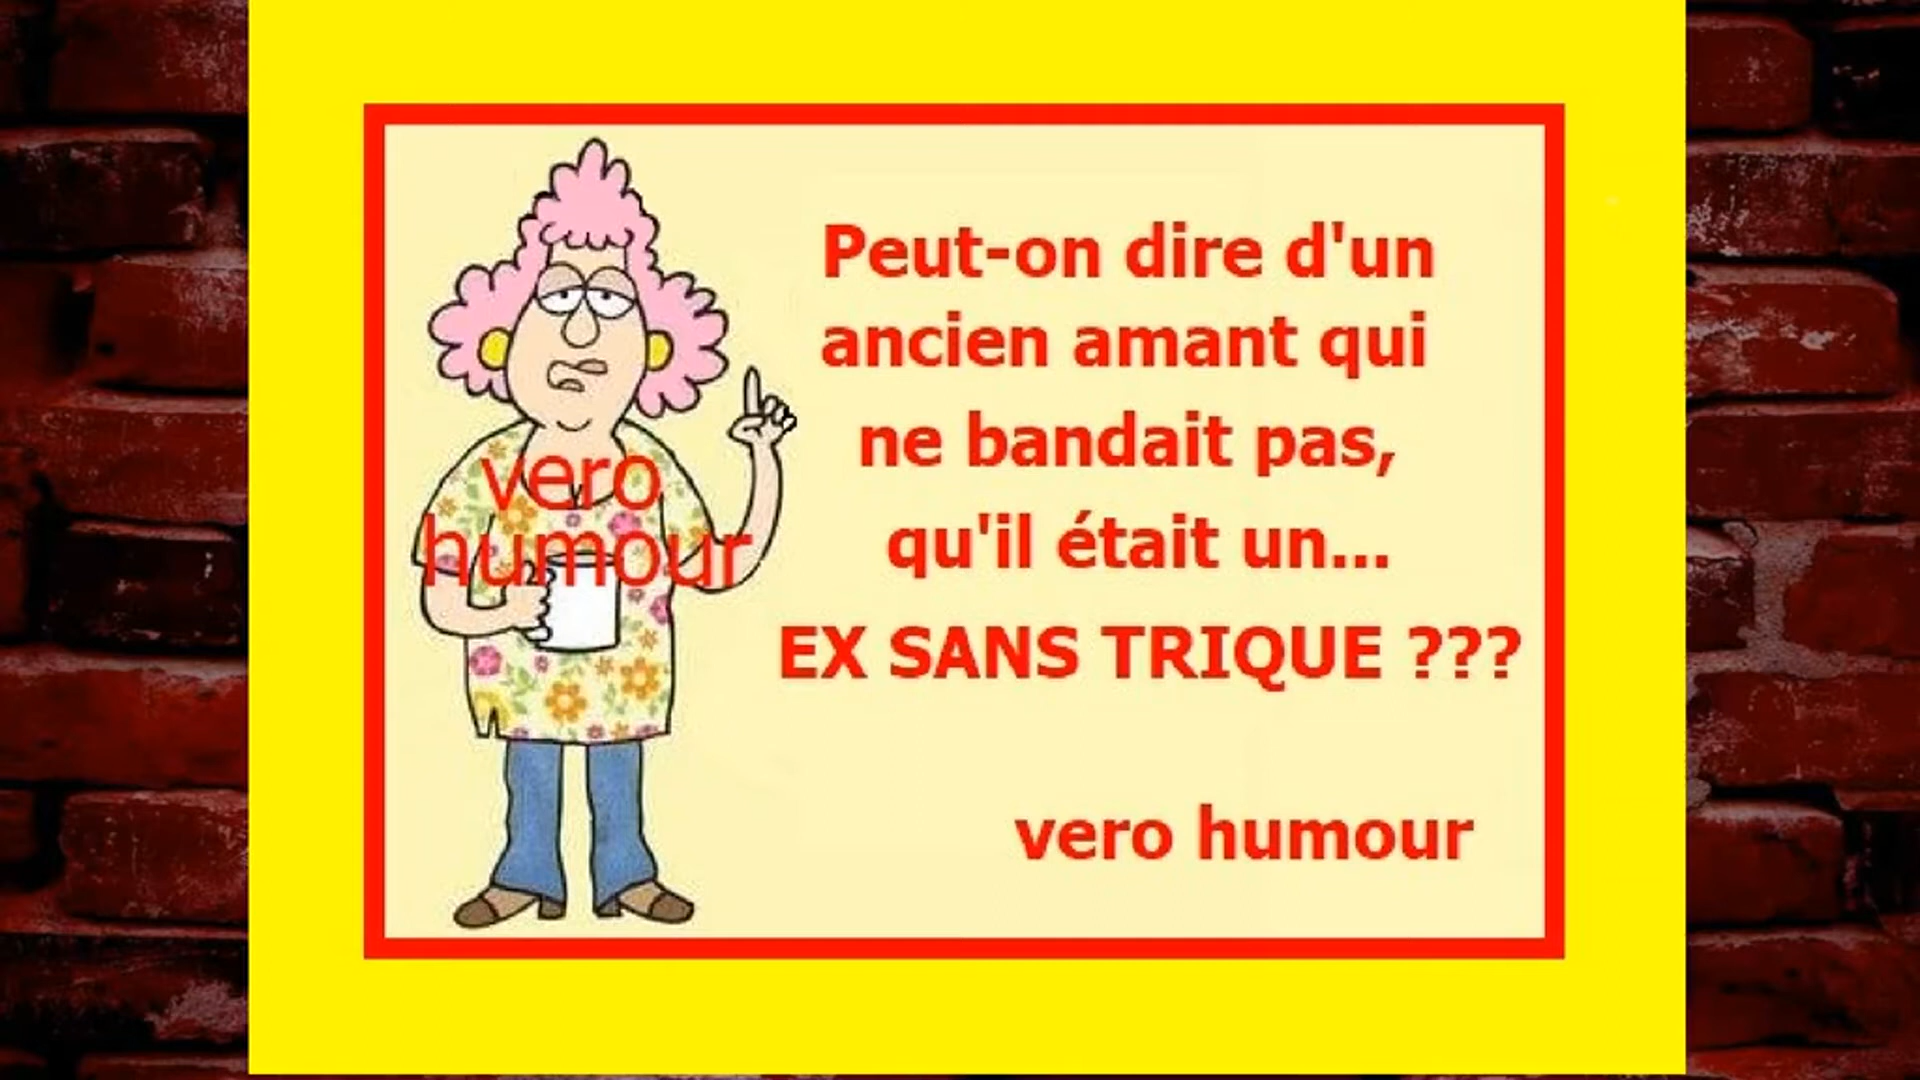 Peut-on dire d'un
ancien amant qui
ne bandait pas,
qu'il était un...
EX SANS TRIQUE ???
vero
humour
vero humour